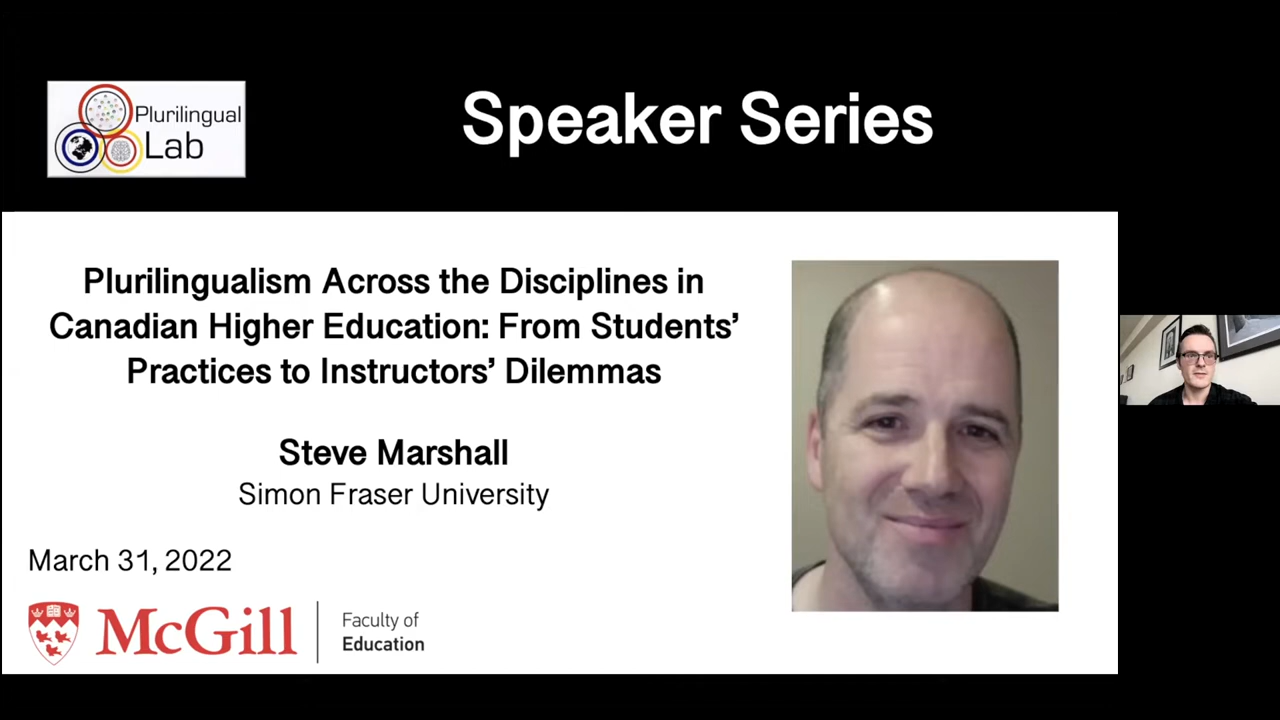 Plurilingual
Lab
Speaker Series
Plurilingualism Across the Disciplines in
Canadian Higher Education: From Students’
Practices to Instructors’ Dilemmas
Steve Marshall
Simon Fraser University
March 31, 2022
McGill
Faculty of
Education